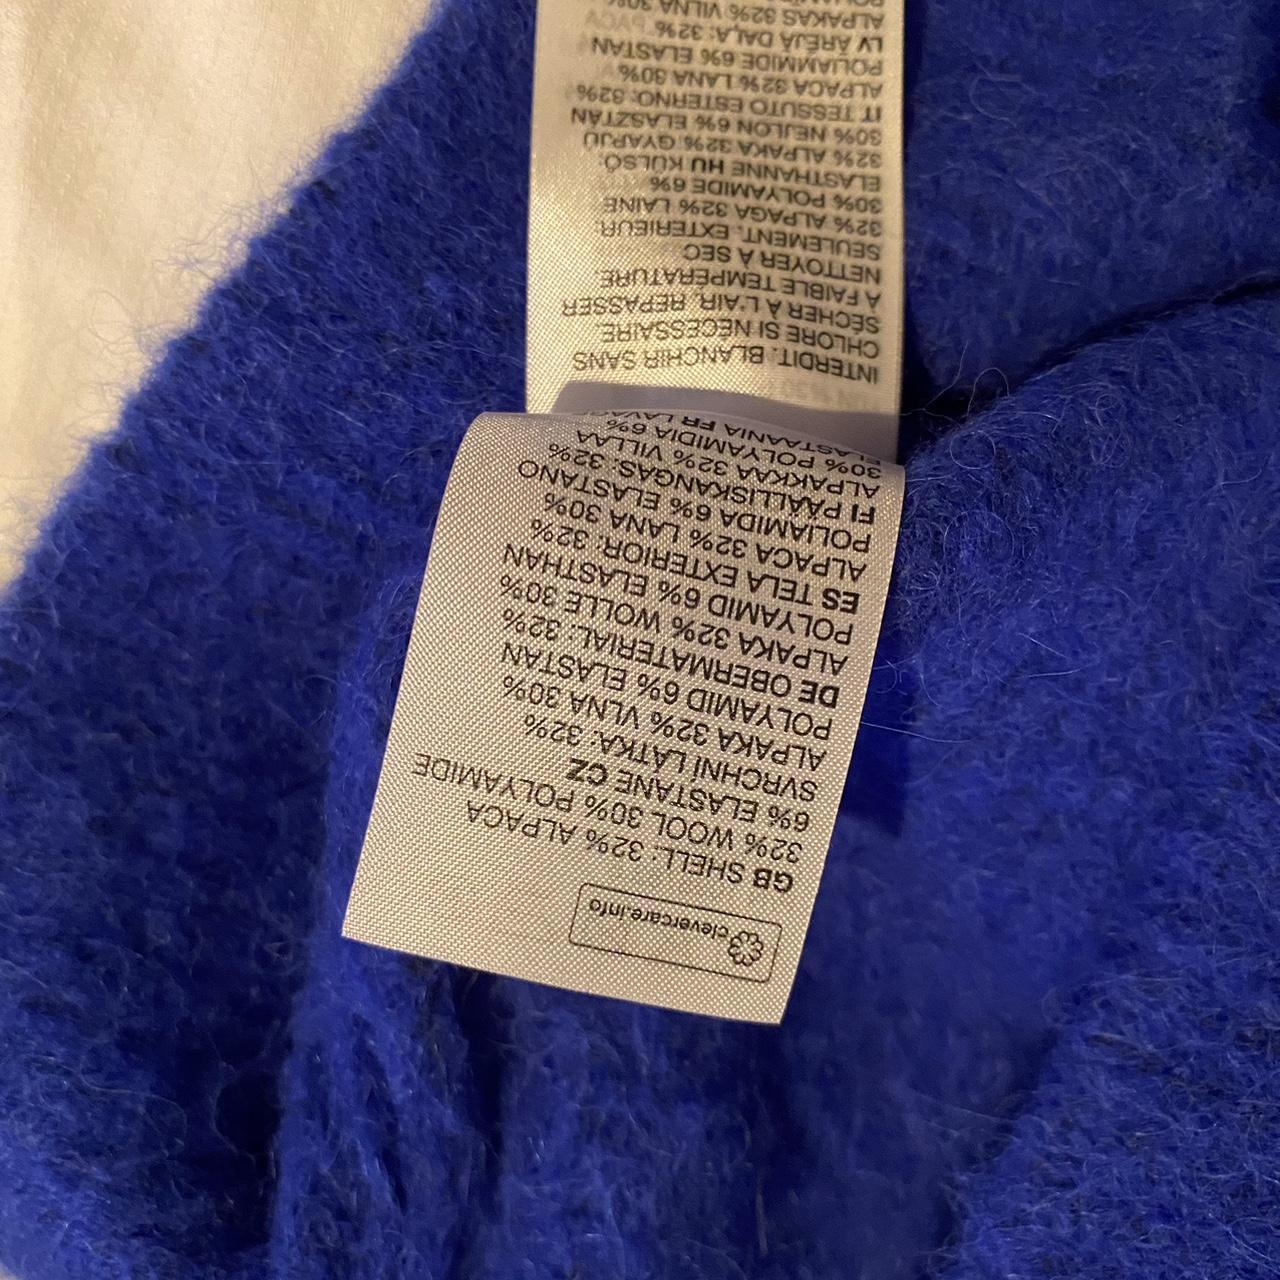 clevercare.info
GB SHELL: 32% ALPACA
32% WOOL 30% POLYAMIDE
6% ELASTANE CZ
SVRCHNÍ LÁTKA: 32%
ALPAKA 32% VLNA 30%
POLYAMID 6% ELASTAN
DE OBERMATERIAL: 32%
ALPAKA 32% WOLLE 30%
POLYAMID 6% ELASTHAN
ES TELA EXTERIOR: 32%
ALPACA 32% LANA 30%
POLIAMIDA 6% ELASTANO
FI PÄÄLLISKANGAS: 32%
ALPAKKAA 32% VILLAA
30% POLYAMIDIA 6%
ELASTAANIA FR
INTERDIT: BLANCHIR SANS
CHLORE SI NÉCESSAIRE
SÉCHER À L'AIR. REPASSER
À FAIBLE TEMPÉRATURE.
NETTOYER À SEC
SEULEMENT. EXTERIEUR:
32% ALPAGA 32% LAINE
30% POLYAMIDE 6%
ELASTHANNE HU KÜLSŐ:
32% ALPAKA 32% GYAPJÚ
30% NEJLON 6% ELASZTÁN
IT TESSUTO ESTERNO: 32%
ALPACA 32% LANA 30%
POLIAMMIDE 6% ELASTAN
LV ĀRĒJĀ DAĻA: 32%
ALPAKAS 32% VILNA 30%